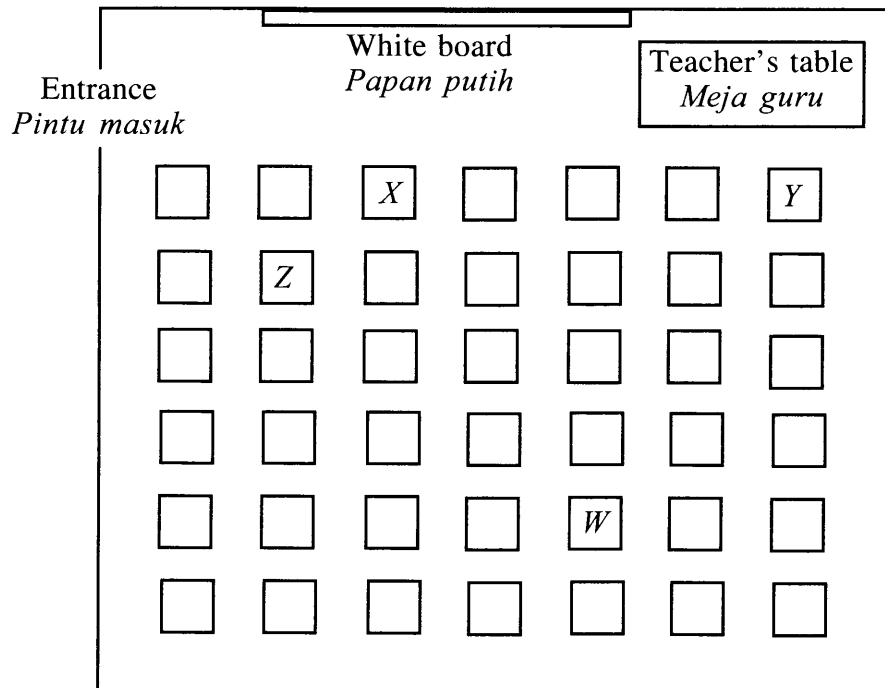 White board
Papan putih
Teacher's table
Meja guru
Entrance
Pintu masuk
X
Y
Z
W